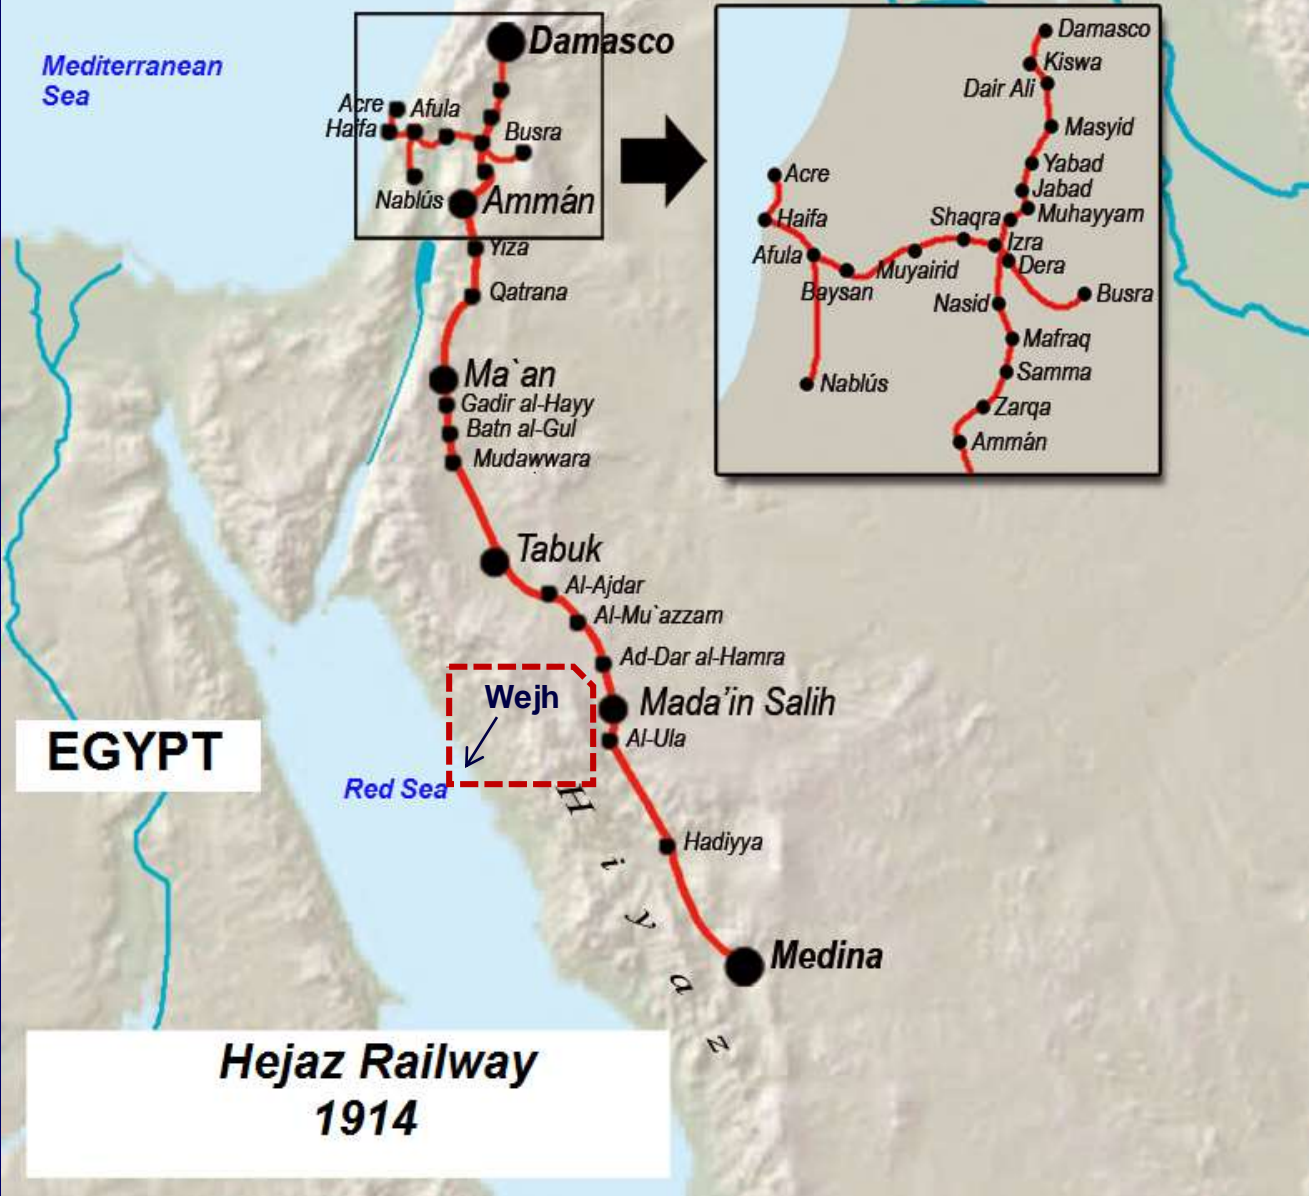 Mediterranean
Sea
Damasco
Acre
Afula
Haifa
Busra
Nablús
Ammán
Yiza
Qatrana
Ma`an
Gadir al-Hayy
Batn al-Gul
Mudawwara
Tabuk
Al-Ajdar
Al-Mu`azzam
Ad-Dar al-Hamra
Wejh
Mada’in Salih
Al-Ula
EGYPT
Red Sea
Hiyaz
Hadiyya
Medina
Hejaz Railway
1914
Damasco
Kiswa
Dair Ali
Masyid
Yabad
Jabad
Muhayyam
Acre
Haifa
Shaqra
Izra
Afula
Dera
Muyairid
Baysan
Busra
Nasid
Mafraq
Samma
Nablús
Zarqa
Ammán